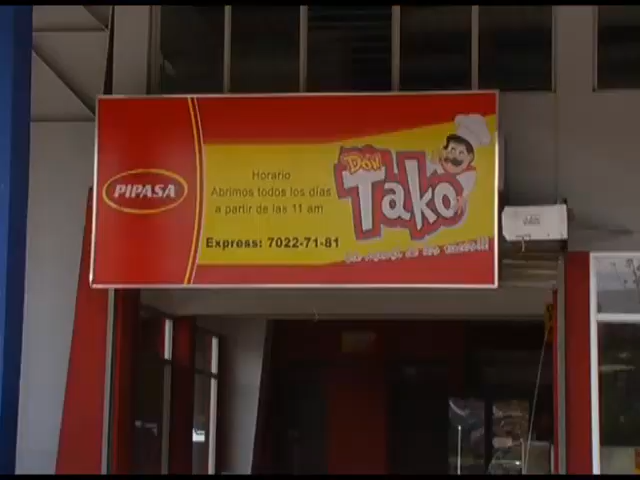 PIPASA
Horario
Abrimos todos los días
a partir de las 11 am
Express: 7022-71-81
Don
Tako